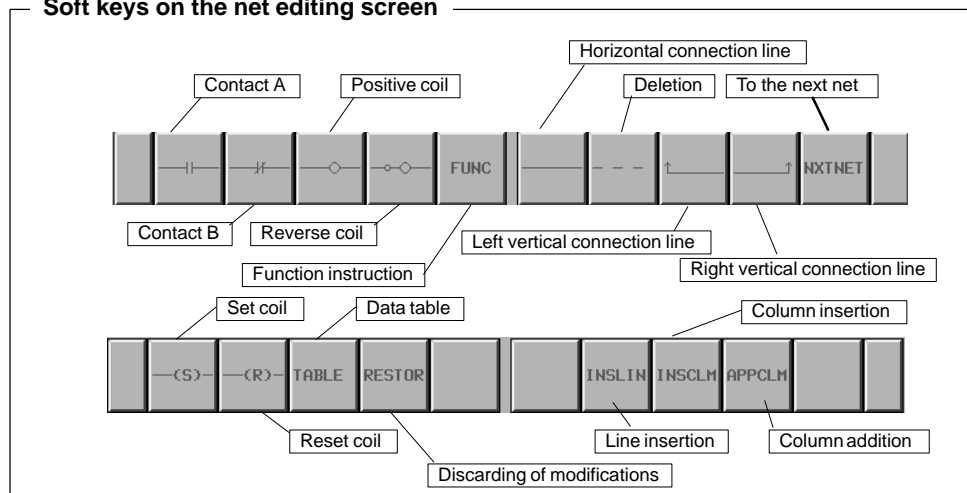 Soft keys on the net editing screen
Horizontal connection line
Contact A
Positive coil
Deletion
To the next net
FUNC
NXTNET
Contact B
Reverse coil
Left vertical connection line
Function instruction
Right vertical connection line
Set coil
Data table
Column insertion
(S)
(R)
TABLE
RESTOR
INSLIN
INSCLM
APPCLM
Reset coil
Line insertion
Column addition
Discarding of modifications